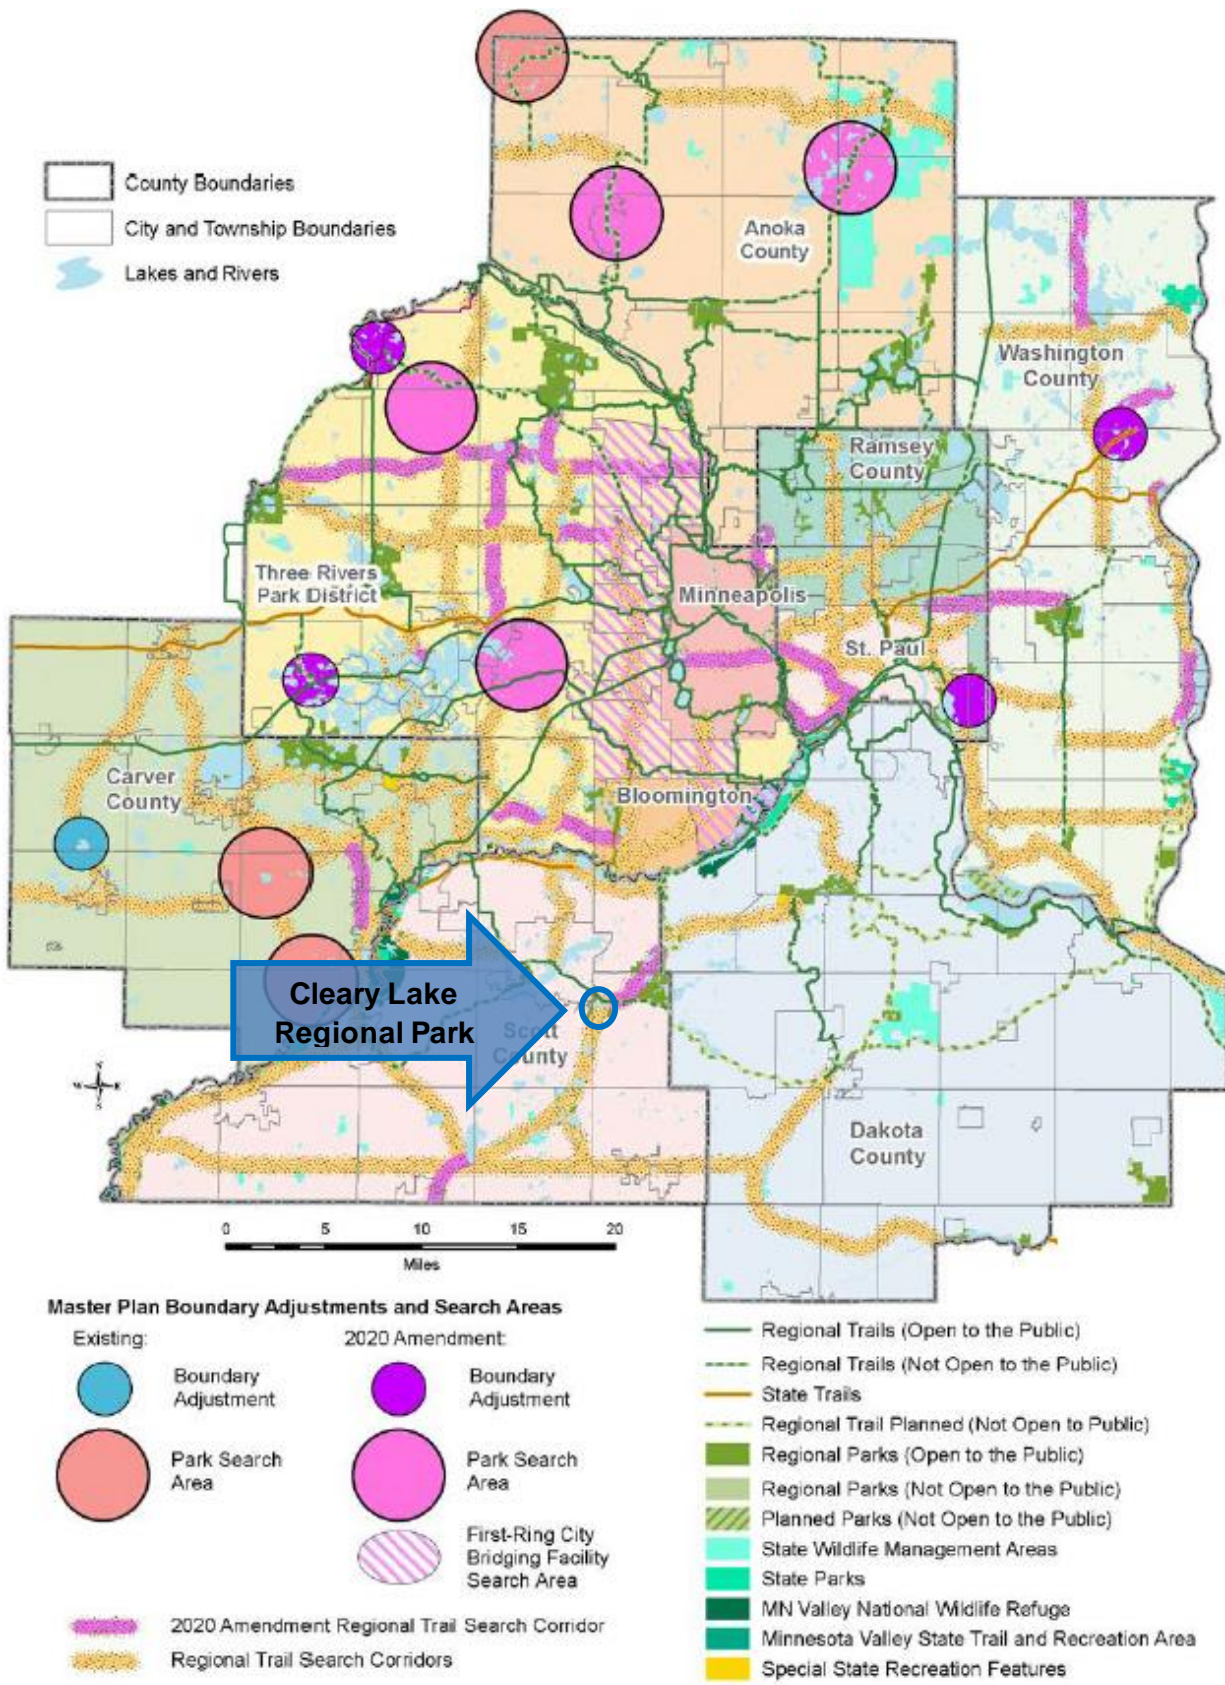 County Boundaries
City and Township Boundaries
Lakes and Rivers
Anoka
County
Washington
County
Ramsey
County
Three Rivers
Park District
Minneapolis
St. Paul
Carver
County
Bloomington
Cleary Lake
Regional Park
Scott
County
N
W
E
S
Dakota
County
0 5 10 15 20
Miles
Master Plan Boundary Adjustments and Search Areas
Existing:
Boundary
Adjustment
Park Search
Area
2020 Amendment:
Boundary
Adjustment
Park Search
Area
First-Ring City
Bridging Facility
Search Area
2020 Amendment Regional Trail Search Corridor
Regional Trail Search Corridors
Regional Trails (Open to the Public)
Regional Trails (Not Open to the Public)
State Trails
Regional Trail Planned (Not Open to Public)
Regional Parks (Open to the Public)
Regional Parks (Not Open to the Public)
Planned Parks (Not Open to the Public)
State Wildlife Management Areas
State Parks
MN Valley National Wildlife Refuge
Minnesota Valley State Trail and Recreation Area
Special State Recreation Features